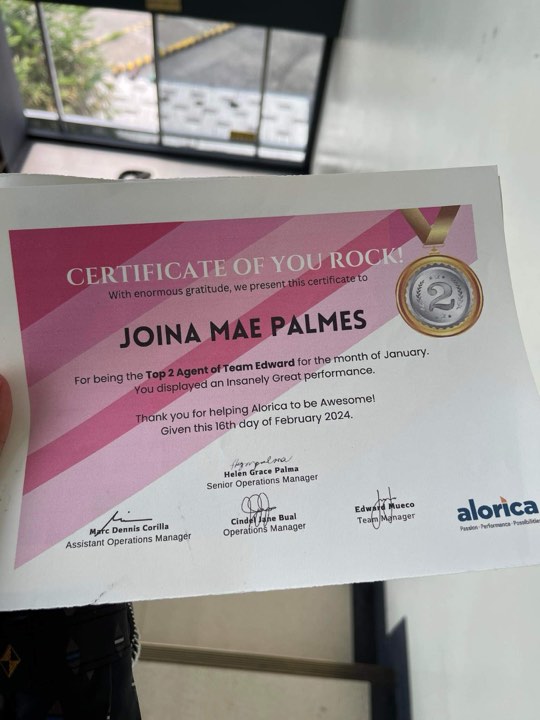 CERTIFICATE OF YOU ROCK!
With enormous gratitude, we present this certificate to
2
JOINA MAE PALMES
For being the Top 2 Agent of Team Edward for the month of January.
You displayed an Insanely Great performance.
Thank you for helping Alorica to be Awesome!
Given this 16th day of February 2024.
Helen Grace Palma
Senior Operations Manager
Marc Dennis Corilla
Assistant Operations Manager
Cindel Jane Bual
Operations Manager
Edward Mueco
Team Manager
alorica
Passion · Performance · Possibilities